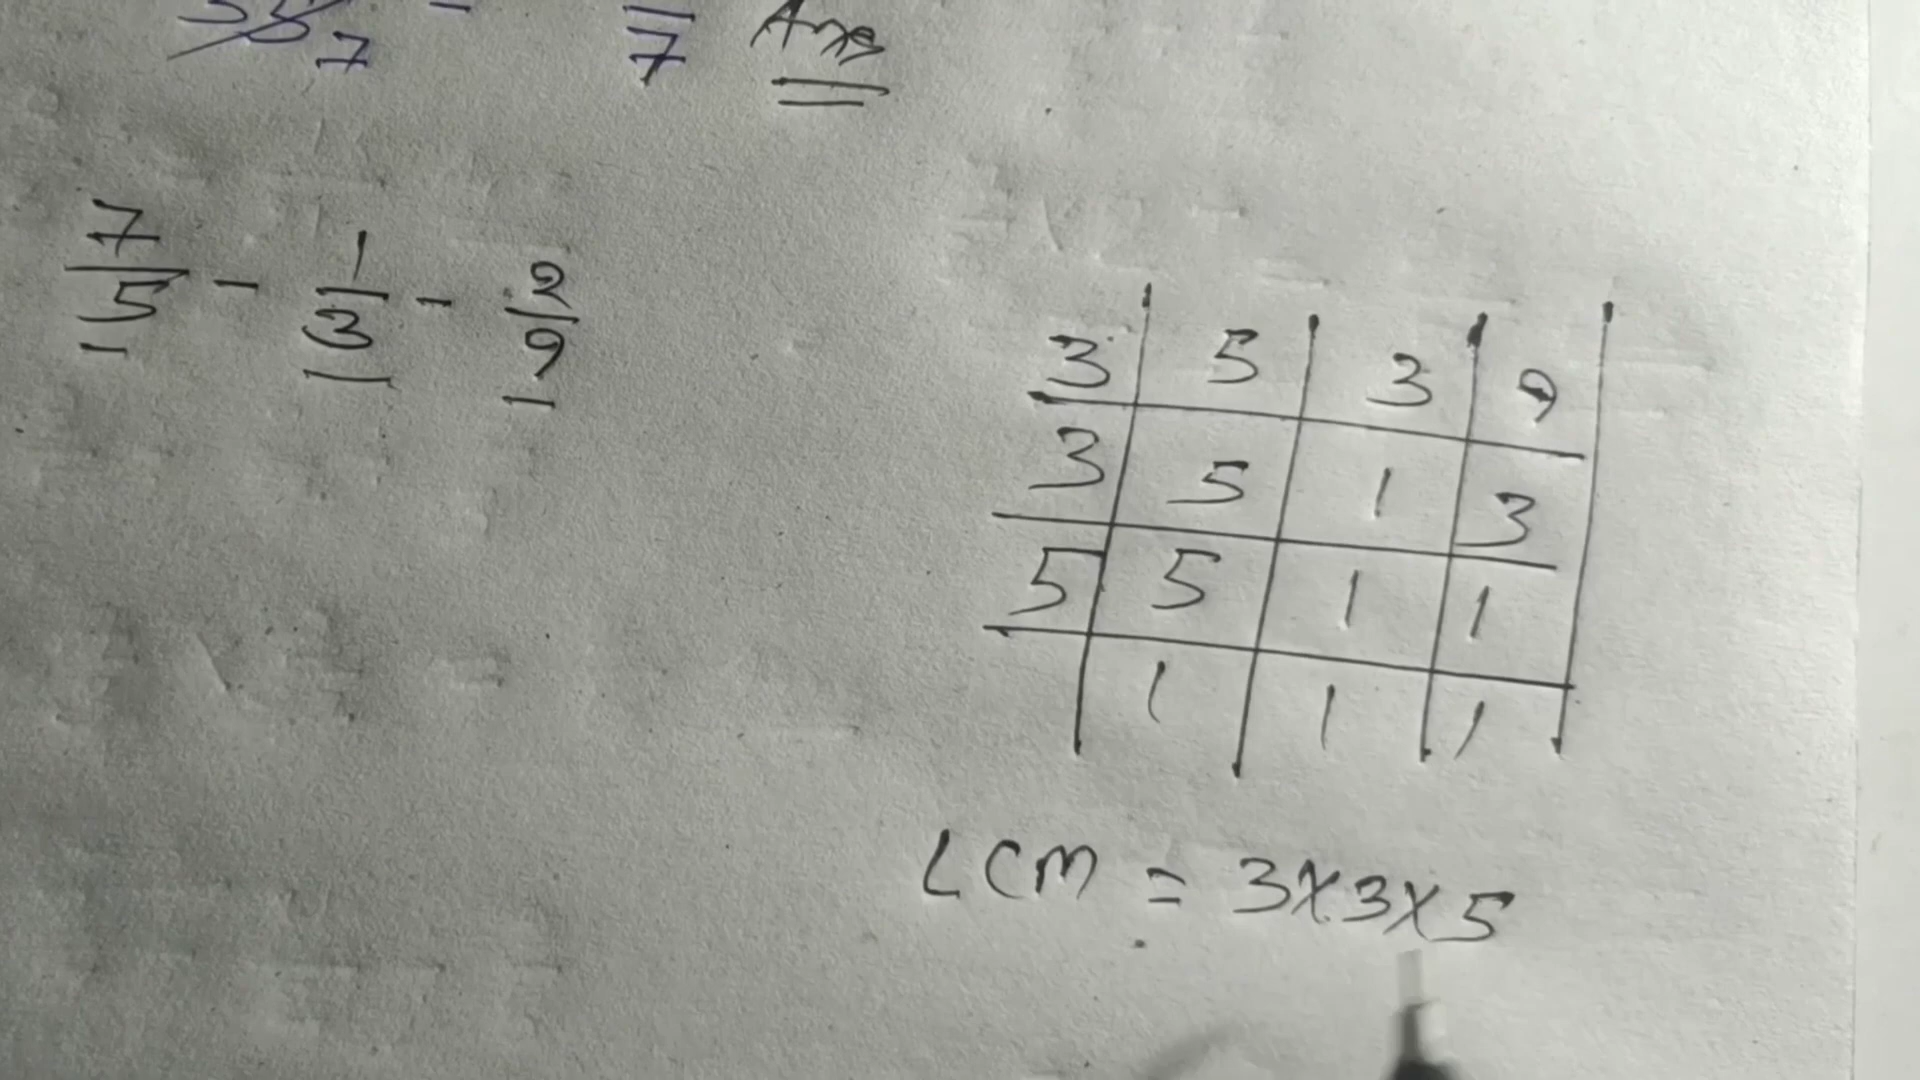 7 Ans
7
7/5 - 1/3 - 2/9
3 | 5 | 3 | 9
3 | 5 | 1 | 3
5 | 5 | 1 | 1
1 | 1 | 1
LCM = 3x3x5